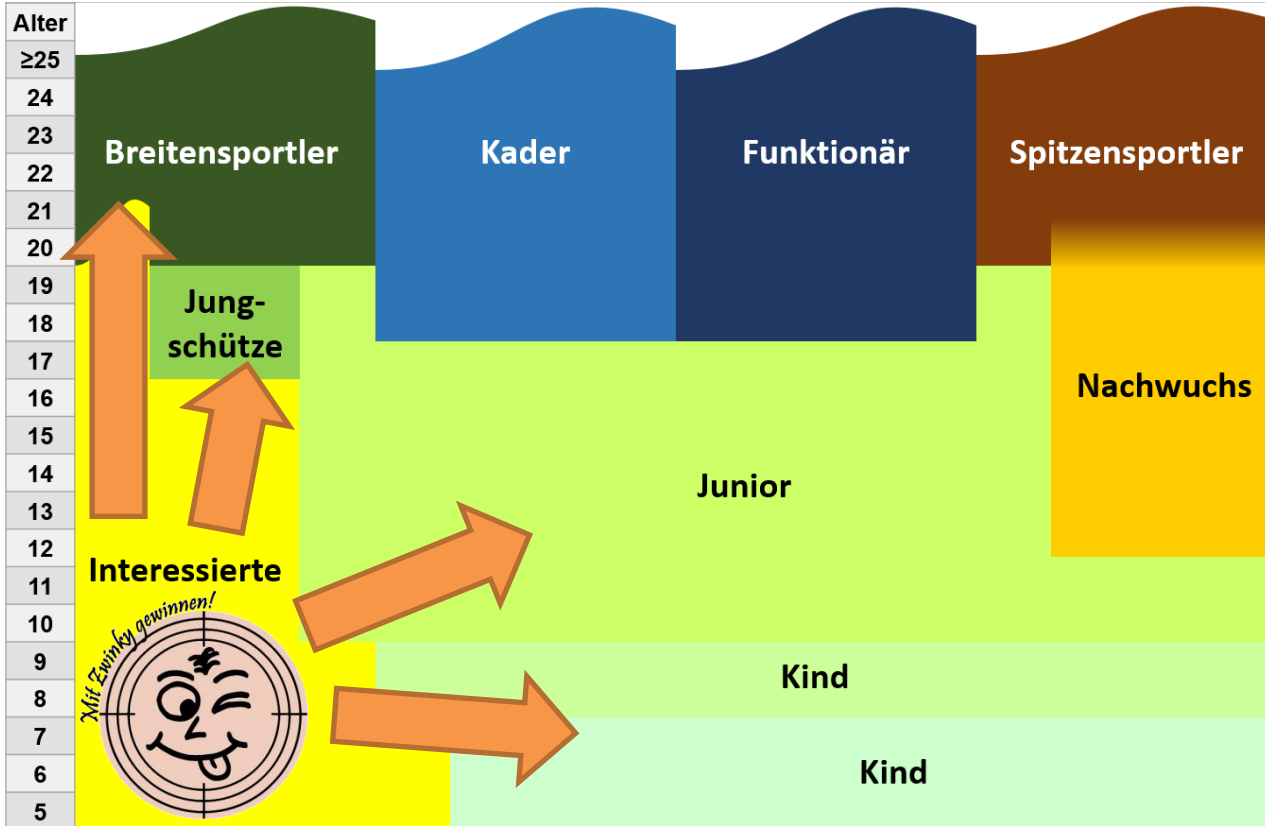 Alter
≥25
24
23
22
21
20
19
18
17
16
15
14
13
12
11
10
9
8
7
6
5
Breitensportler
Kader
Funktionär
Spitzensportler
Jung-
schütze
Nachwuchs
Junior
Interessierte
Mit Zwinky gewinnen!
Kind
Kind